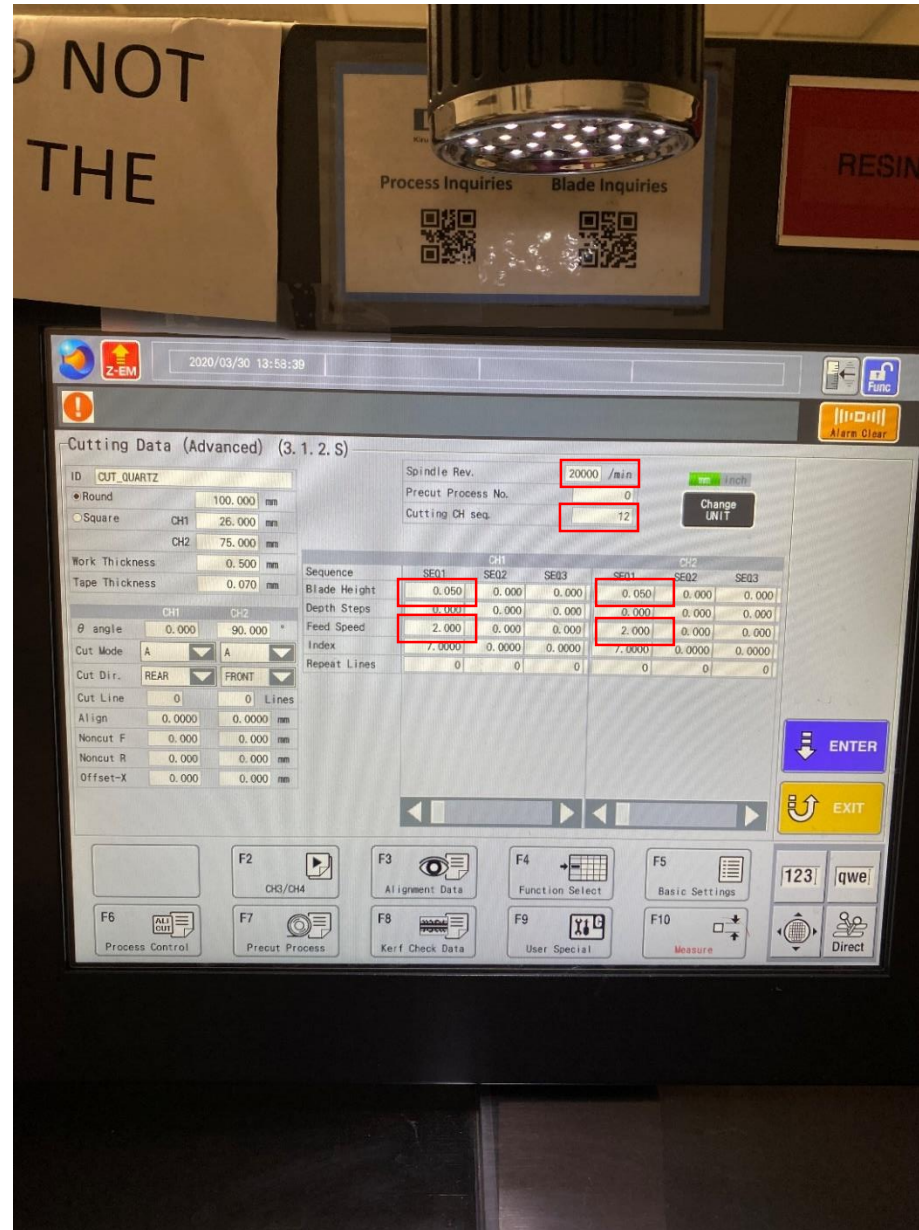 NOT
THE
Process Inquiries Blade Inquiries
RESIN
Z-EM 2020/03/30 13:58:39 Func
Alarm Clear
Cutting Data (Advanced) (3.1.2.S)
ID CUT_QUARTZ Spindle Rev. 20000 /min mm inch
Round 100.000 mm Precut Process No. 0 Change UNIT
Square CH1 26.000 mm Cutting CH seq. 12
CH2 75.000 mm
Work Thickness 0.500 mm
Tape Thickness 0.070 mm
CH1 CH2
Sequence SEQ1 SEQ2 SEQ3 SEQ1 SEQ2 SEQ3
Blade Height 0.050 0.000 0.000 0.050 0.000 0.000
Depth Steps 0.000 0.000 0.000 0.000 0.000 0.000
Feed Speed 2.000 0.000 0.000 2.000 0.000 0.000
Index 7.0000 0.0000 0.0000 7.0000 0.0000 0.0000
Repeat Lines 0 0 0 0 0 0
CH1 CH2
θ angle 0.000 90.000 °
Cut Mode A A
Cut Dir. REAR FRONT
Cut Line 0 0 Lines
Align 0.0000 0.0000 mm
Noncut F 0.000 0.000 mm
Noncut R 0.000 0.000 mm
Offset-X 0.000 0.000 mm
ENTER
EXIT
F2 CH3/CH4
F3 Alignment Data
F4 Function Select
F5 Basic Settings
123 qwe
F6 ALL CUT Process Control
F7 Precut Process
F8 Kerf Check Data
F9 User Special
F10 Measure
Direct